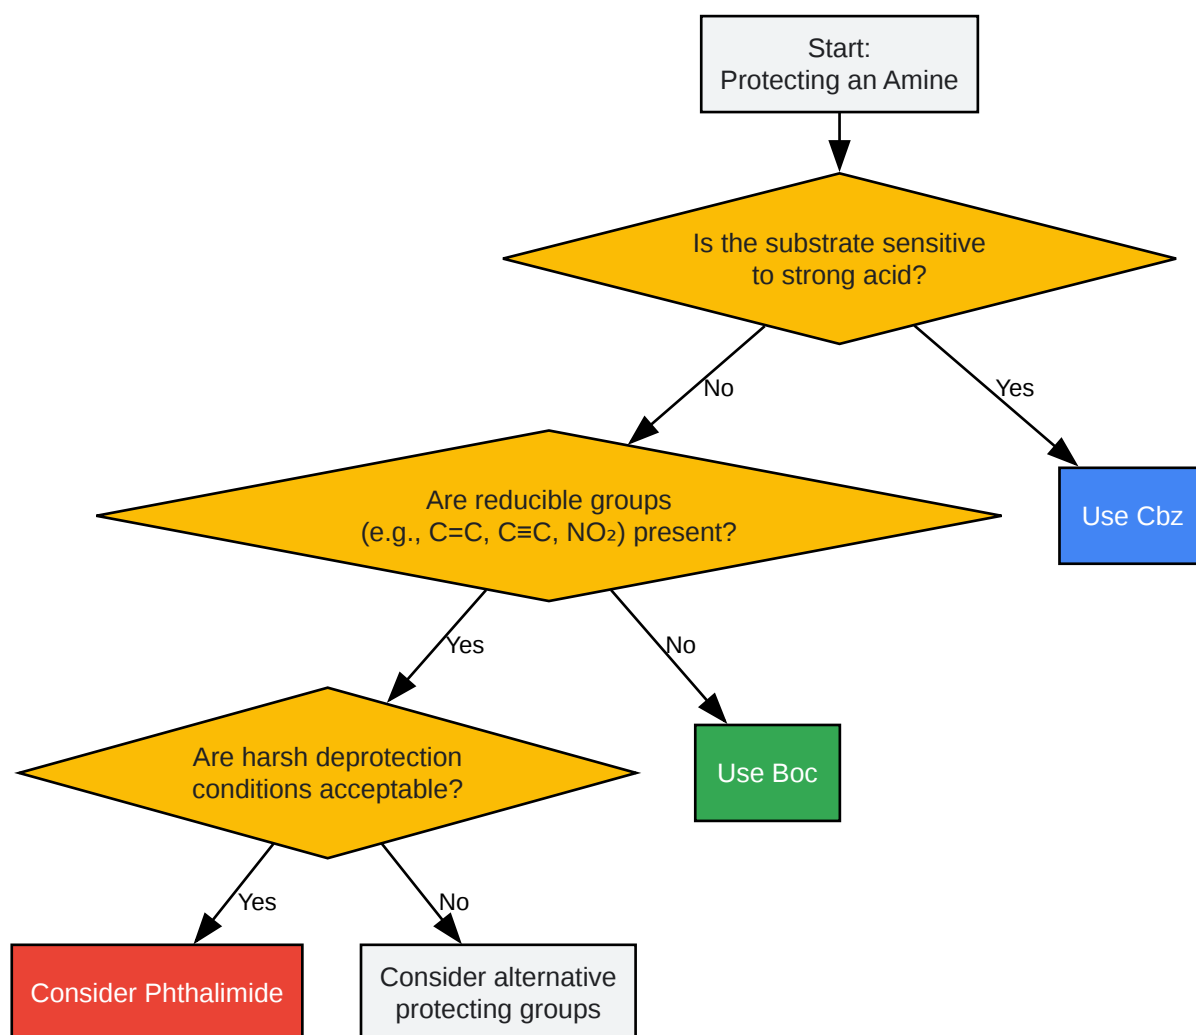 Start:
Protecting an Amine
Is the substrate sensitive
to strong acid?
No
Yes
Are reducible groups
(e.g., C=C, C≡C, NO₂) present?
Use Cbz
Yes
No
Are harsh deprotection
conditions acceptable?
Use Boc
Yes
No
Consider Phthalimide
Consider alternative
protecting groups